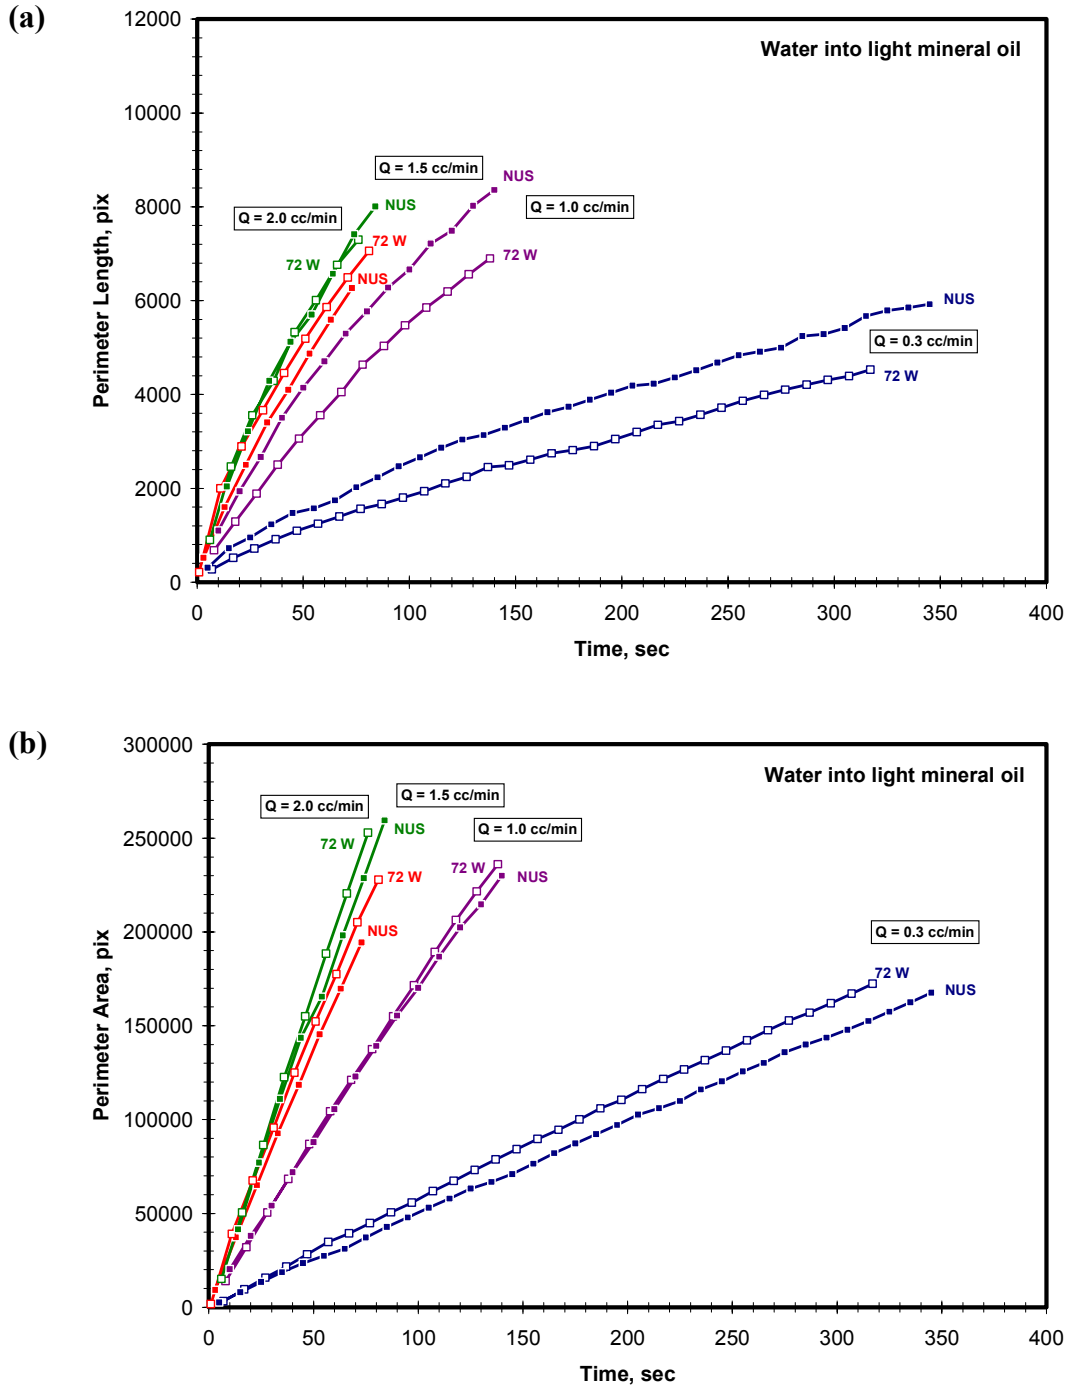 (a)
Water into light mineral oil
Perimeter Length, pix
12000
10000
8000
6000
4000
2000
0
Q = 1.5 cc/min
NUS
Q = 2.0 cc/min
NUS
Q = 1.0 cc/min
72 W
72 W
72 W
NUS
NUS
Q = 0.3 cc/min
72 W
0 50 100 150 200 250 300 350 400
Time, sec
(b)
Water into light mineral oil
Perimeter Area, pix
300000
250000
200000
150000
100000
50000
0
Q = 1.5 cc/min
Q = 2.0 cc/min
NUS
Q = 1.0 cc/min
72 W
72 W
72 W
NUS
NUS
Q = 0.3 cc/min
72 W
NUS
0 50 100 150 200 250 300 350 400
Time, sec